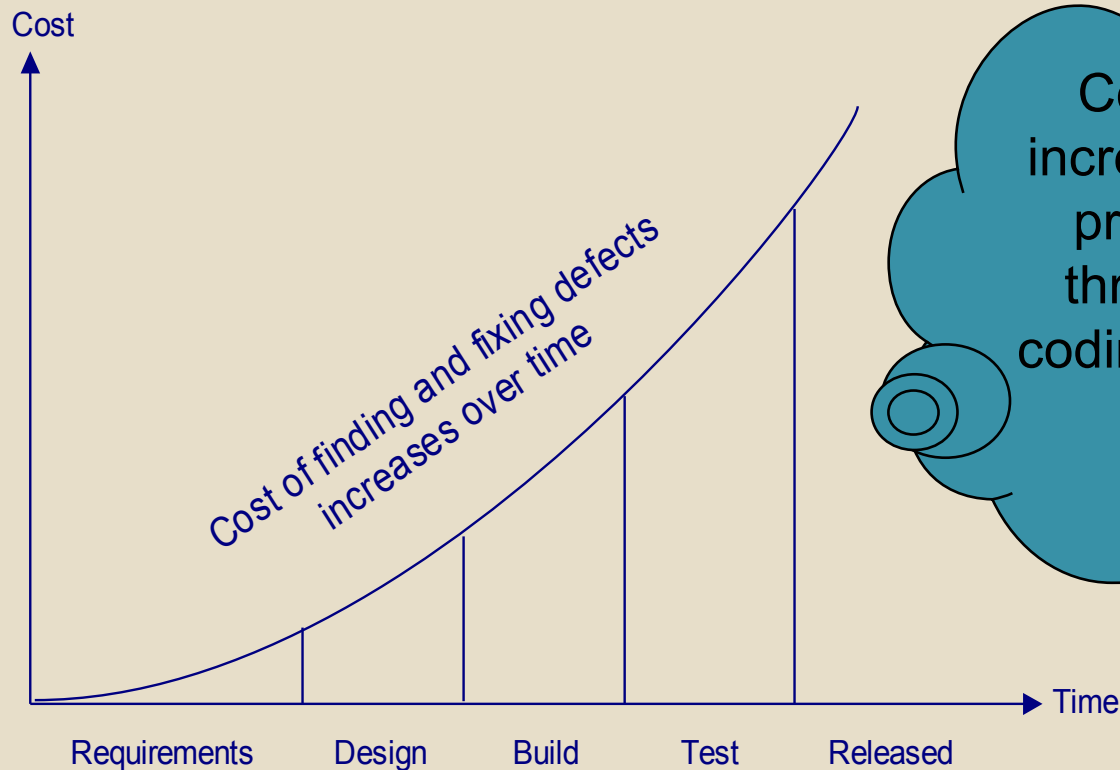 Cost
Cost of finding and fixing defects
increases over time
Time
Requirements
Design
Build
Test
Released